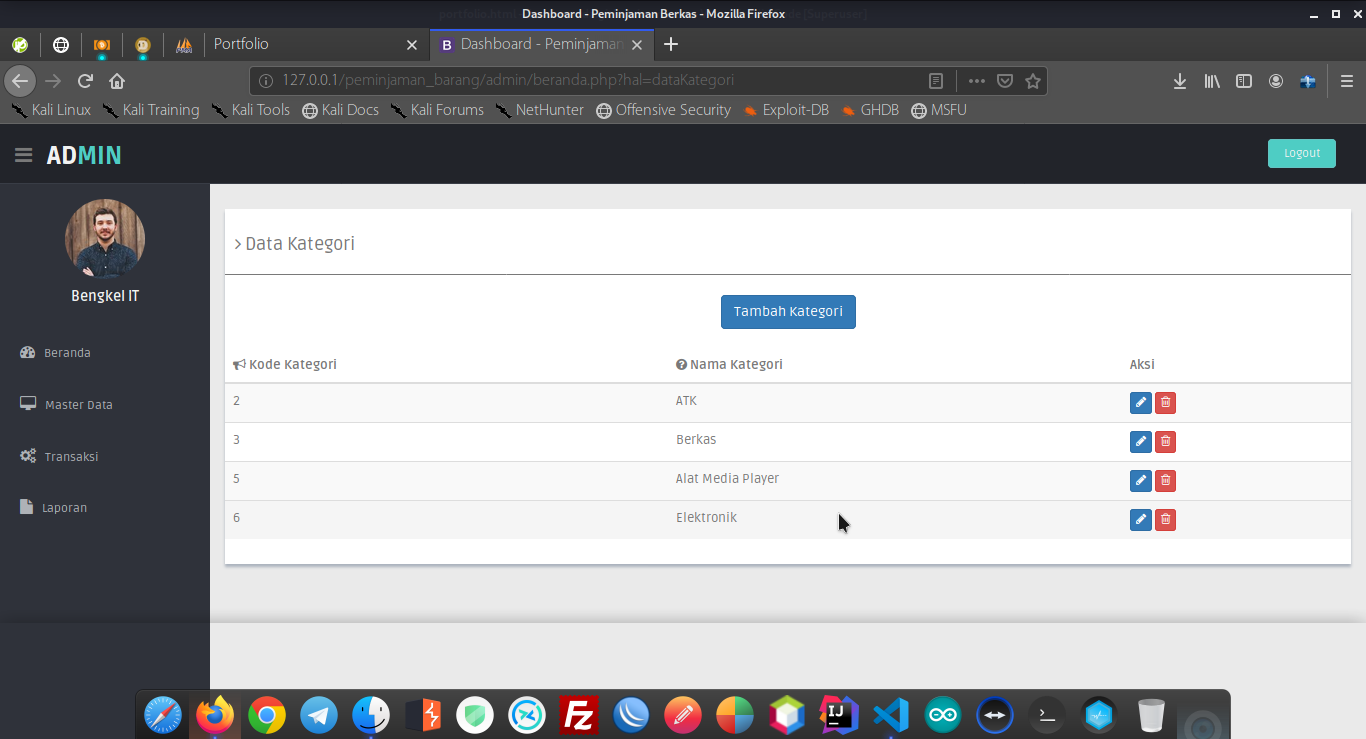 Dashboard - Peminjaman Berkas - Mozilla Firefox
Portfolio
B Dashboard - Peminjaman
127.0.0.1/peminjaman_barang/admin/beranda.php?hal=dataKategori
Kali Linux Kali Training Kali Tools Kali Docs Kali Forums NetHunter Offensive Security Exploit-DB GHDB MSFU
ADMIN
Logout
Bengkel IT
Beranda
Master Data
Transaksi
Laporan
> Data Kategori
Tambah Kategori
Kode Kategori Nama Kategori Aksi
2 ATK
3 Berkas
5 Alat Media Player
6 Elektronik
FZ
IJ